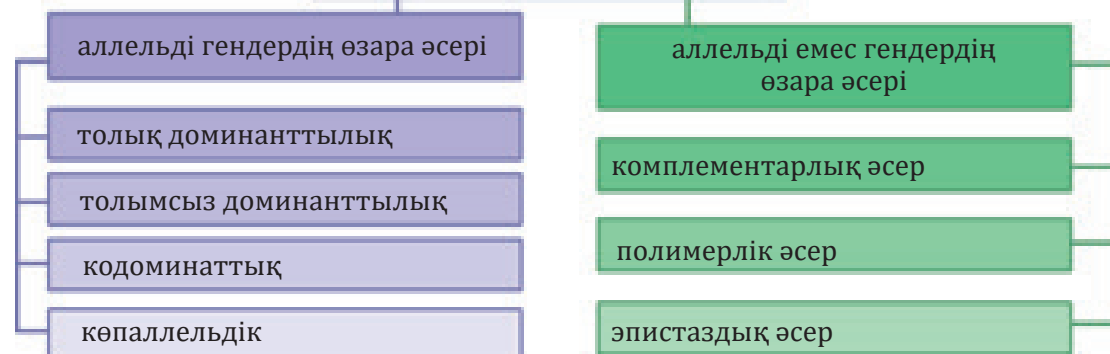 аллельді гендердің өзара әсері
толық доминанттылық
толымсыз доминанттылық
кодоминаттық
көпаллельдік
аллельді емес гендердің
өзара әсері
комплементарлық әсер
полимерлік әсер
эпистаздық әсер